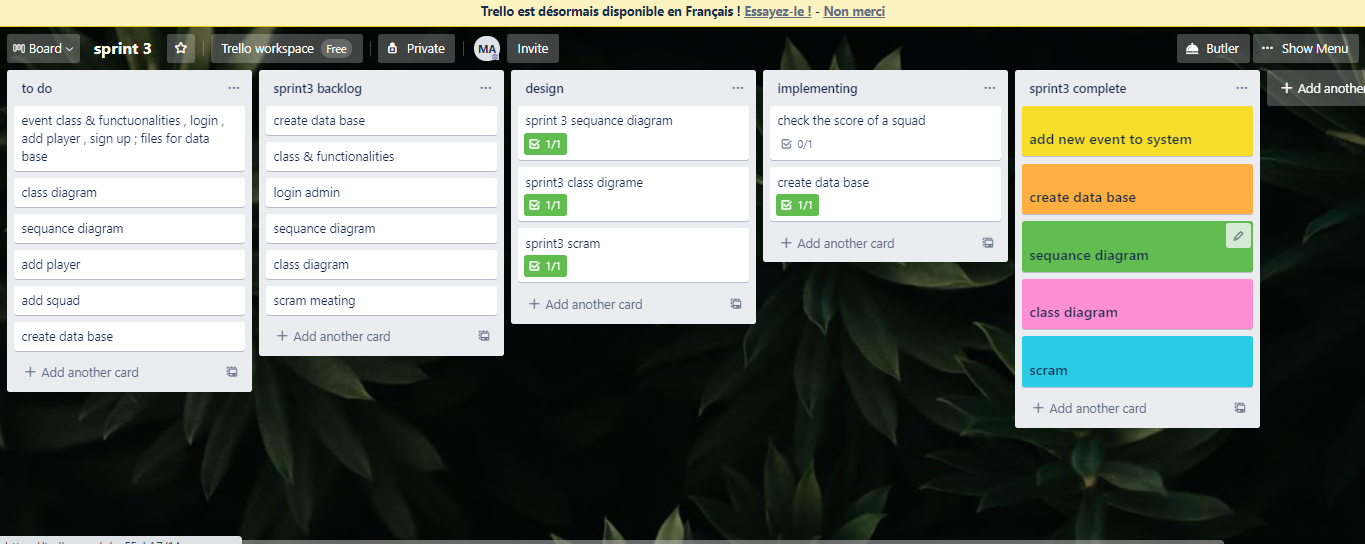 Trello est désormais disponible en Français ! Essayez-le ! - Non merci
Board
sprint 3
Trello workspace Free
Private
MA
Invite
Butler
Show Menu
to do
event class & functuonalities , login ,
add player , sign up ; files for data
base
class diagram
sequance diagram
add player
add squad
create data base
+ Add another card
sprint3 backlog
create data base
class & functionalities
login admin
sequance diagram
class diagram
scram meating
+ Add another card
design
sprint 3 sequance diagram
1/1
sprint3 class digrame
1/1
sprint3 scram
1/1
+ Add another card
implementing
check the score of a squad
0/1
create data base
1/1
+ Add another card
sprint3 complete
add new event to system
create data base
sequance diagram
class diagram
scram
+ Add another card
+ Add another